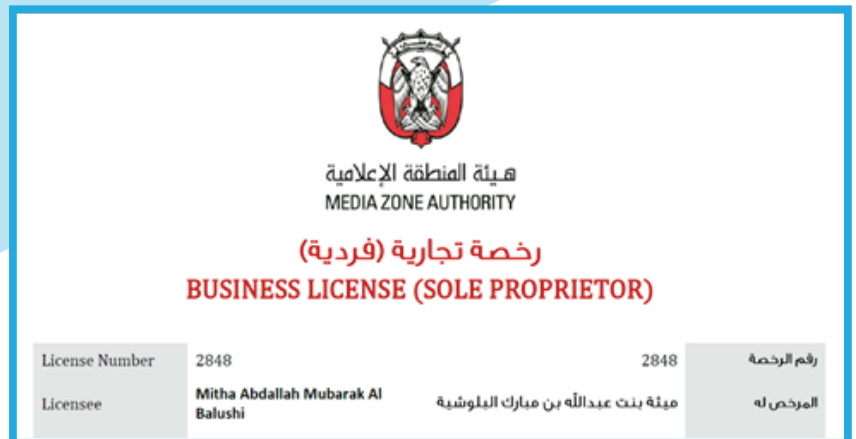 هيئة المنطقة الإعلامية
MEDIA ZONE AUTHORITY
رخصة تجارية (فردية)
BUSINESS LICENSE (SOLE PROPRIETOR)
License Number 2848 2848 رقم الرخصة
Licensee Mitha Abdallah Mubarak Al Balushi ميثة بنت عبدالله بن مبارك البلوشية المرخص له